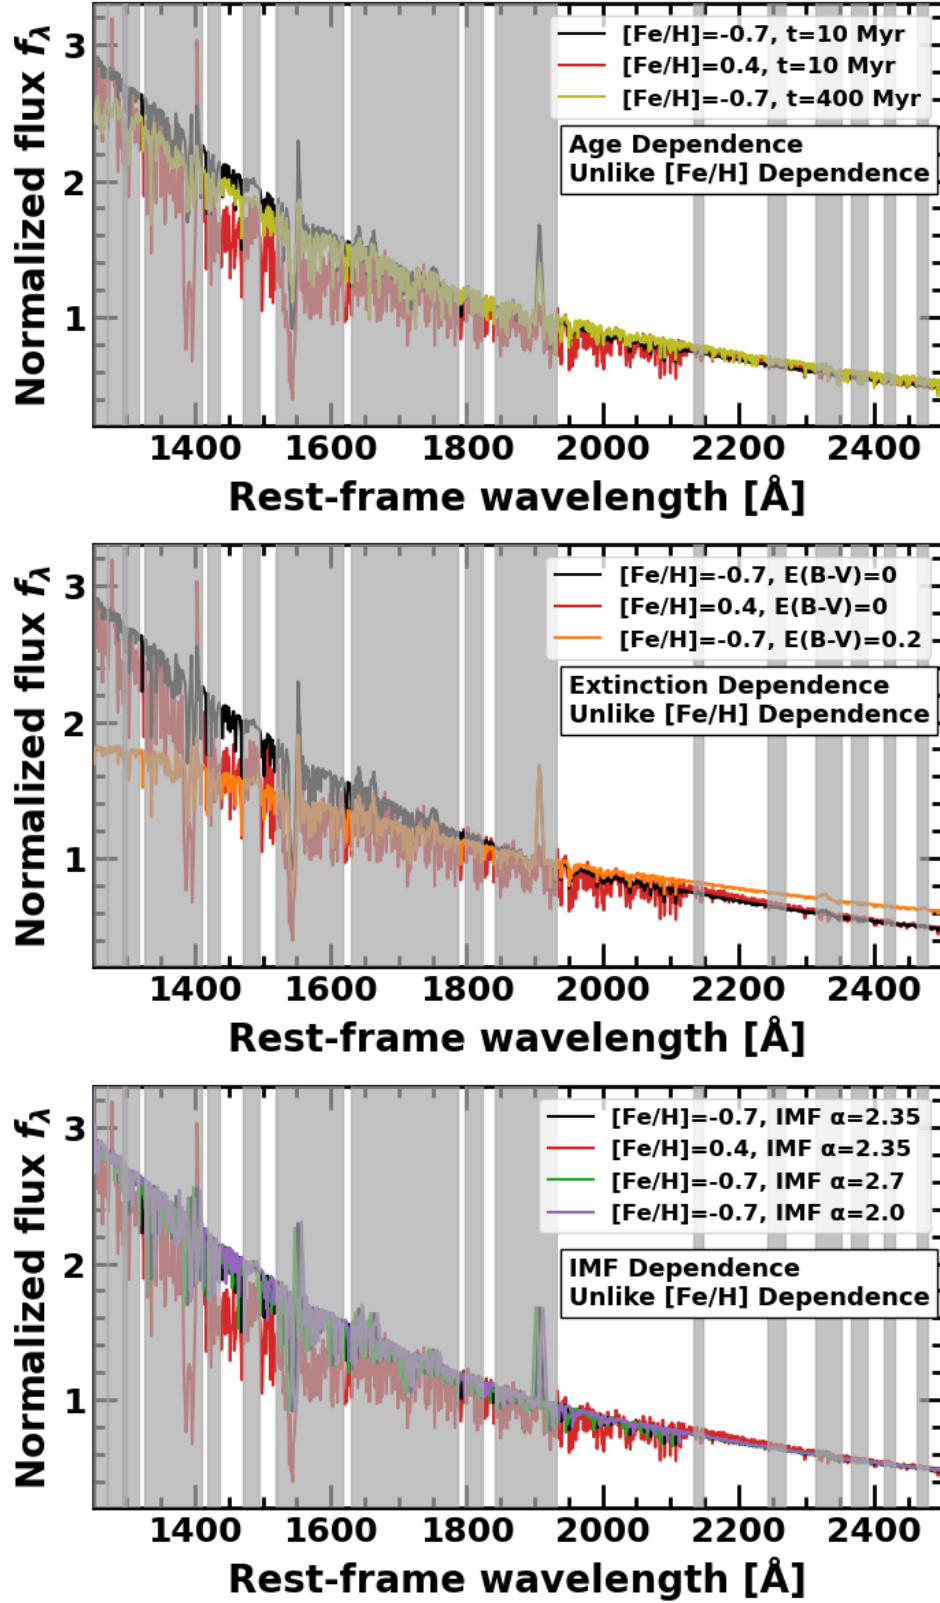 [Fe/H]=-0.7, t=10 Myr
[Fe/H]=0.4, t=10 Myr
[Fe/H]=-0.7, t=400 Myr
Age Dependence
Unlike [Fe/H] Dependence
Normalized flux fλ
3
2
1
1400 1600 1800 2000 2200 2400
Rest-frame wavelength [Å]
[Fe/H]=-0.7, E(B-V)=0
[Fe/H]=0.4, E(B-V)=0
[Fe/H]=-0.7, E(B-V)=0.2
Extinction Dependence
Unlike [Fe/H] Dependence
Normalized flux fλ
3
2
1
1400 1600 1800 2000 2200 2400
Rest-frame wavelength [Å]
[Fe/H]=-0.7, IMF α=2.35
[Fe/H]=0.4, IMF α=2.35
[Fe/H]=-0.7, IMF α=2.7
[Fe/H]=-0.7, IMF α=2.0
IMF Dependence
Unlike [Fe/H] Dependence
Normalized flux fλ
3
2
1
1400 1600 1800 2000 2200 2400
Rest-frame wavelength [Å]